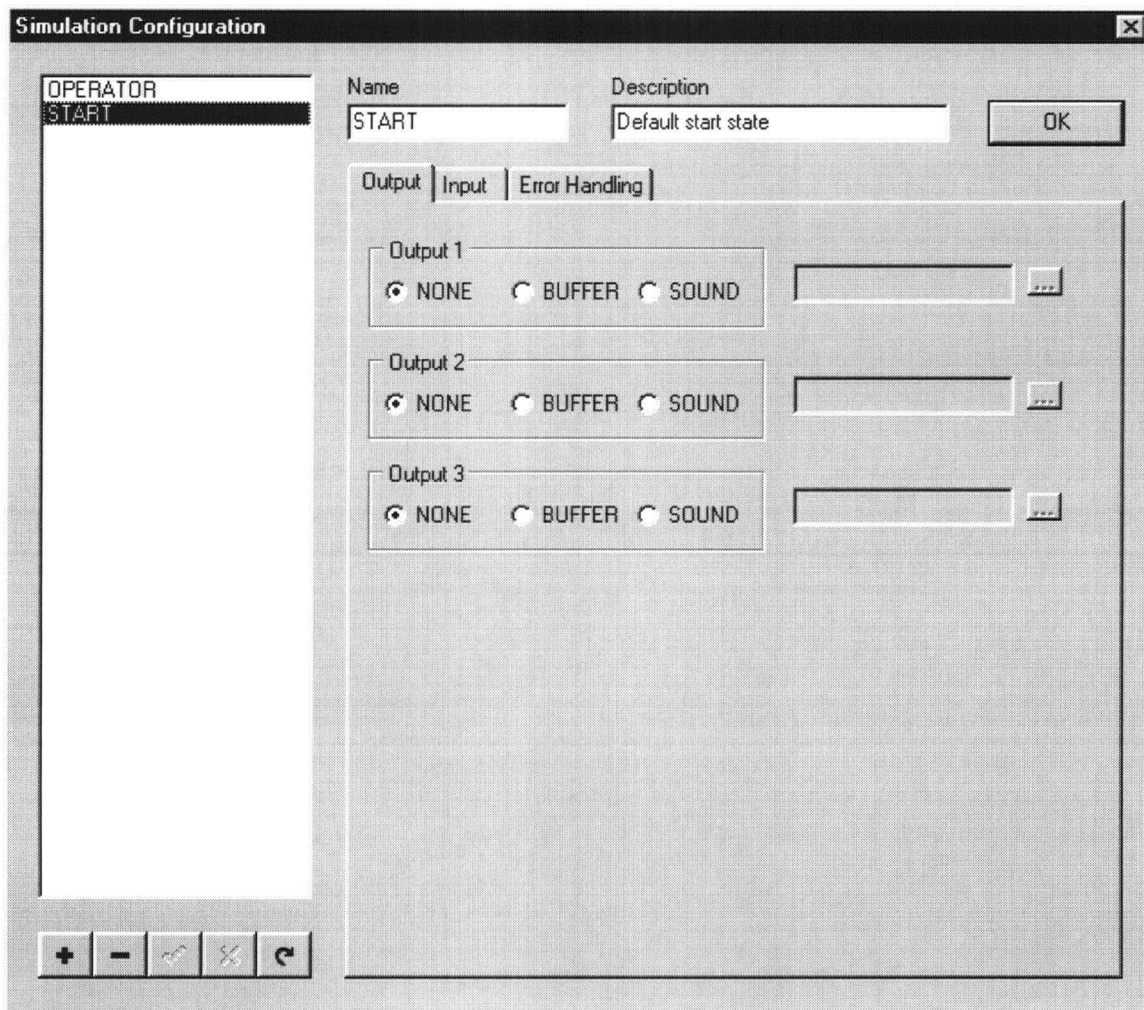 Simulation Configuration
OPERATOR
START
Name
START
Description
Default start state
OK
Output
Input
Error Handling
Output 1
NONE
BUFFER
SOUND
...
Output 2
NONE
BUFFER
SOUND
...
Output 3
NONE
BUFFER
SOUND
...